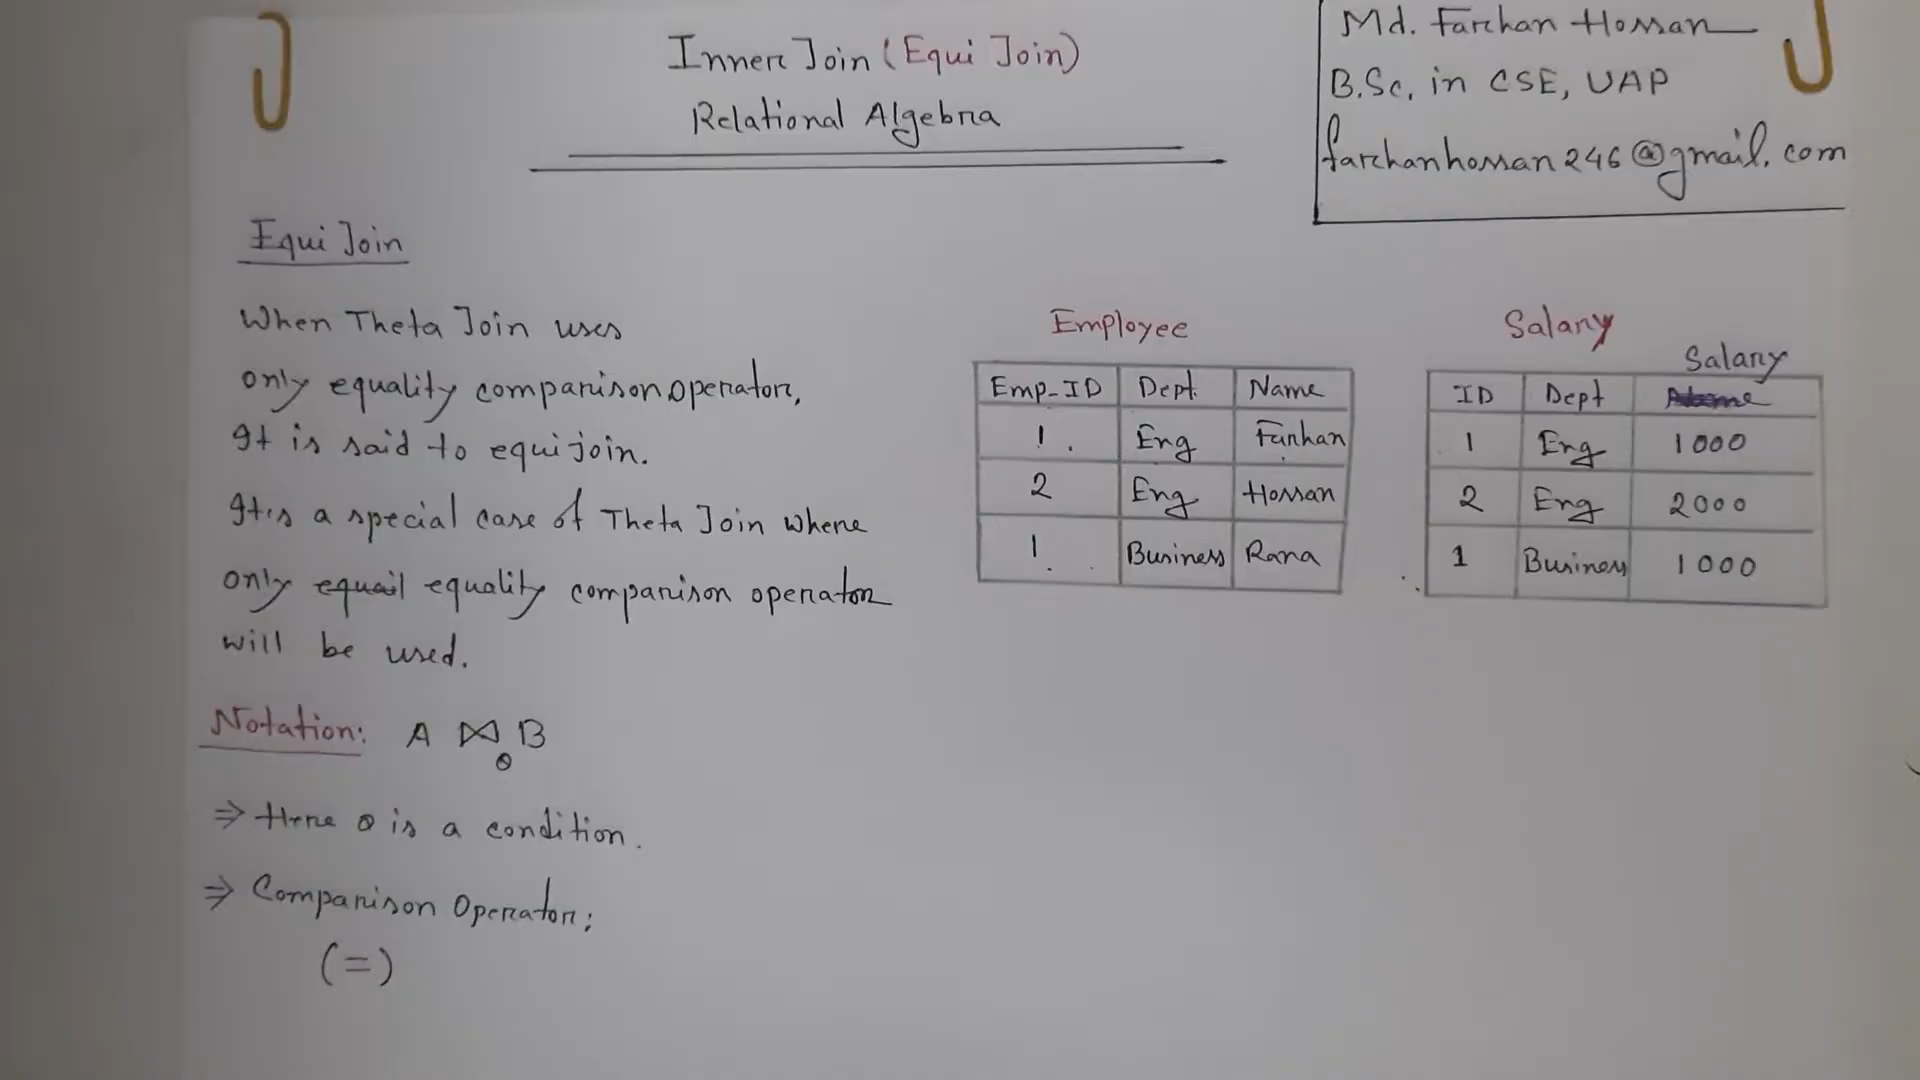 Inner Join (Equi Join)
Relational Algebra
Md. Farhan Hossan
B.Sc. in CSE, UAP
farhanhossan246@gmail.com
Equi Join
When Theta Join uses
only equality comparison operator,
It is said to equi join.
It is a special case of Theta Join where
only equail equality comparison operator
will be used.
Notation: A ⋈ B
θ
⇒ Here θ is a condition.
⇒ Comparison Operator:
(=)
Employee
Emp_ID Dept. Name
1 Eng Farhan
2 Eng Hossan
1 Business Rana
Salary
Salary
ID Dept
1 Eng 1000
2 Eng 2000
1 Business 1000